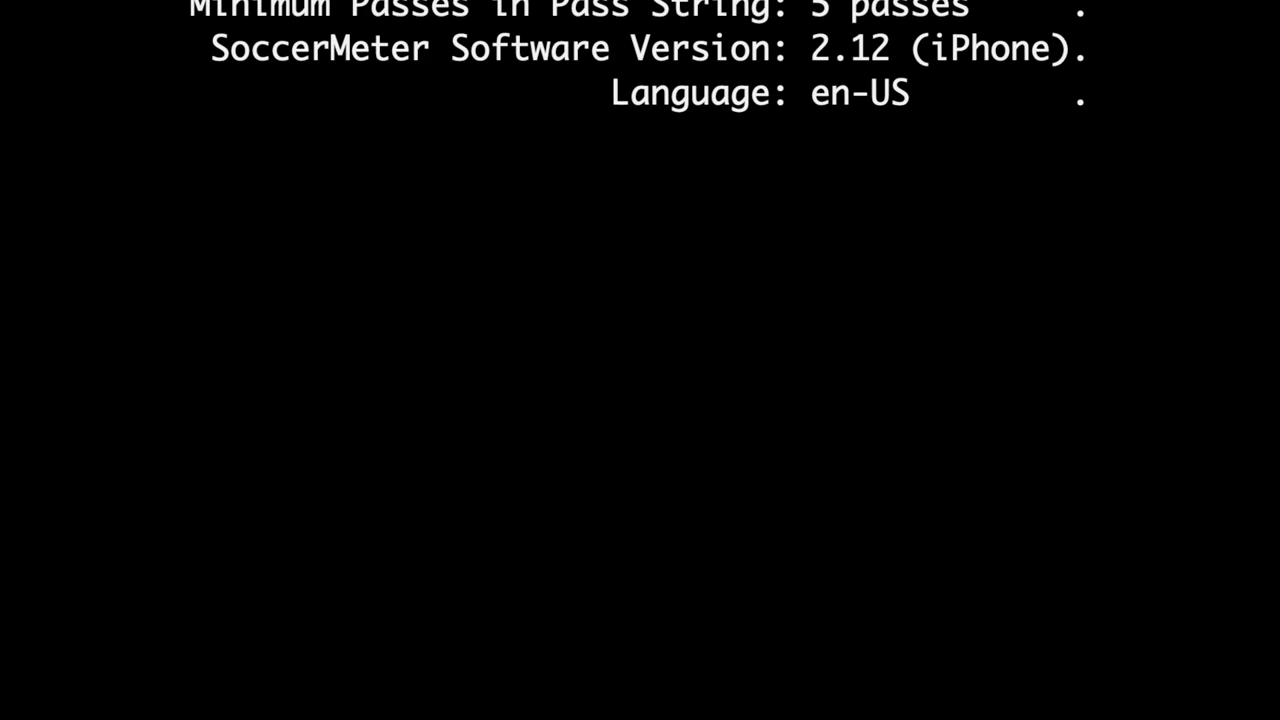 Minimum Passes in Pass String: 5 passes .
SoccerMeter Software Version: 2.12 (iPhone).
Language: en-US .